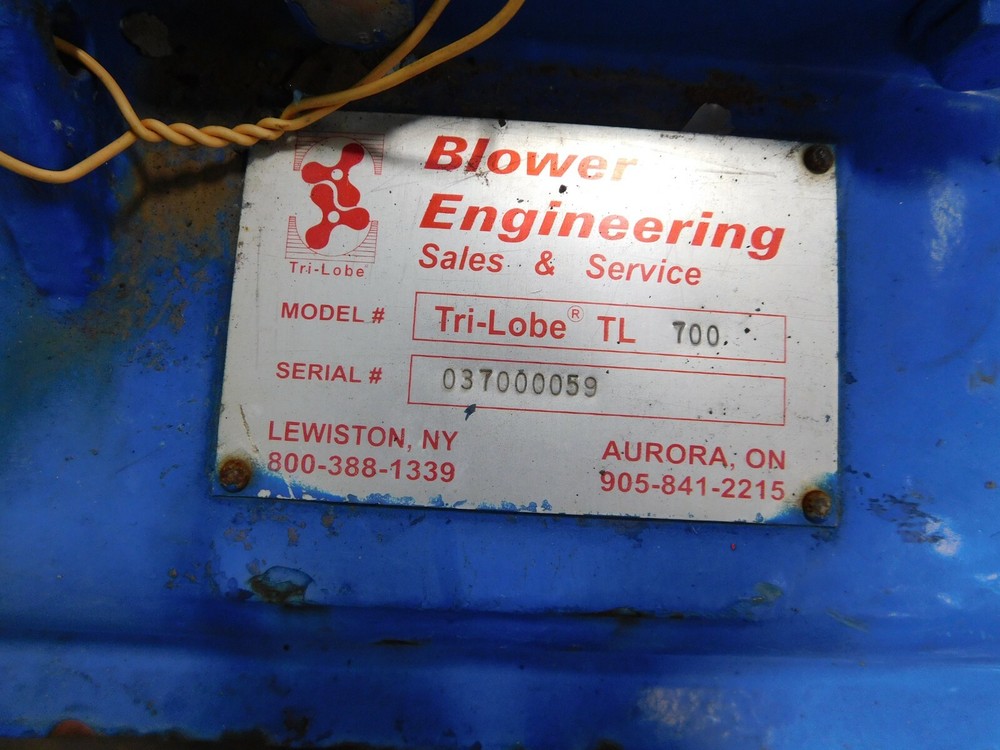 Blower
Engineering
Sales & Service
Tri-Lobe®
MODEL # Tri-Lobe® TL 700
SERIAL # 037000059
LEWISTON, NY
800-388-1339
AURORA, ON
905-841-2215